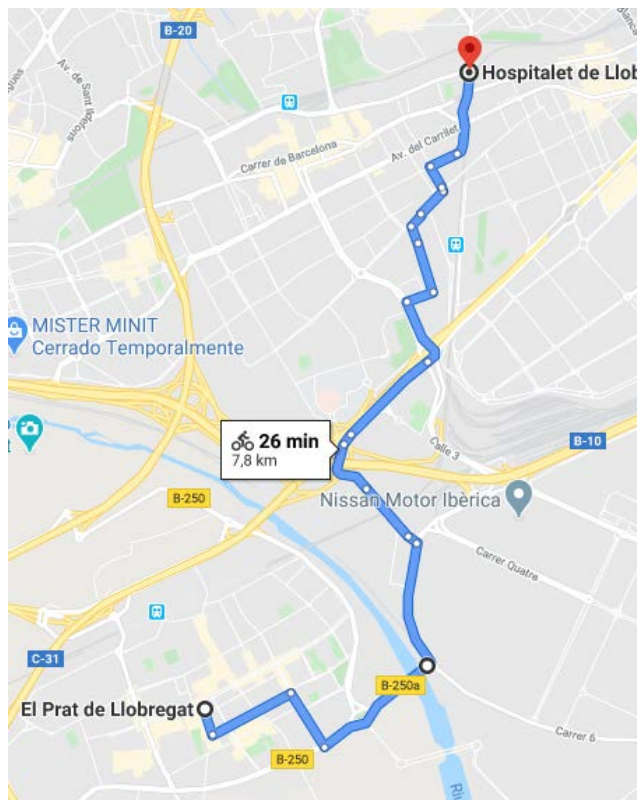 B-20
Av. de Sant Ildefons
Hospitalet de Llob
Av. del Carrilet
Carrer de Barcelona
MISTER MINIT
Cerrado Temporalmente
26 min
7,8 km
Calle 3
B-10
B-250
Nissan Motor Ibèrica
Carrer Quatre
C-31
B-250a
El Prat de Llobregat
B-250
Carrer 6